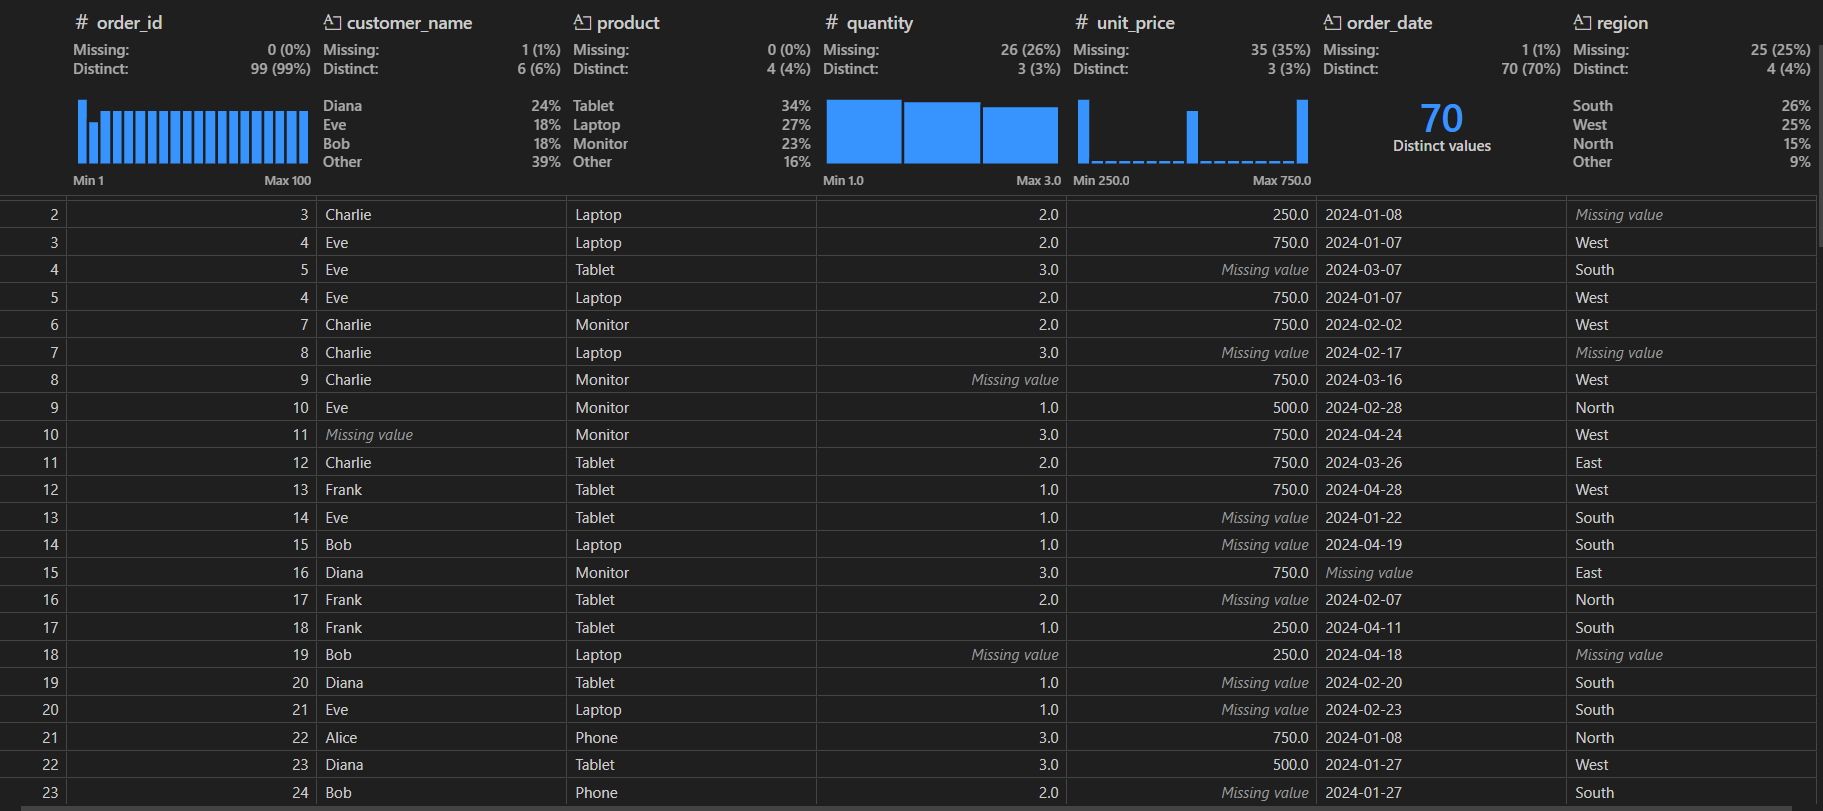 # order_id customer_name product # quantity # unit_price order_date region
Missing: 0 (0%) Missing: 1 (1%) Missing: 0 (0%) Missing: 26 (26%) Missing: 35 (35%) Missing: 1 (1%) Missing: 25 (25%)
Distinct: 99 (99%) Distinct: 6 (6%) Distinct: 4 (4%) Distinct: 3 (3%) Distinct: 3 (3%) Distinct: 70 (70%) Distinct: 4 (4%)
Diana 24% Tablet 34% 70 South 26%
Eve 18% Laptop 27% West 25%
Bob 18% Monitor 23% Distinct values North 15%
Other 39% Other 16% Other 9%
Min 1 Max 100 Min 1.0 Max 3.0 Min 250.0 Max 750.0
2 3 Charlie Laptop 2.0 250.0 2024-01-08 Missing value
3 4 Eve Laptop 2.0 750.0 2024-01-07 West
4 5 Eve Tablet 3.0 Missing value 2024-03-07 South
5 4 Eve Laptop 2.0 750.0 2024-01-07 West
6 7 Charlie Monitor 2.0 750.0 2024-02-02 West
7 8 Charlie Laptop 3.0 Missing value 2024-02-17 Missing value
8 9 Charlie Monitor Missing value 750.0 2024-03-16 West
9 10 Eve Monitor 1.0 500.0 2024-02-28 North
10 11 Missing value Monitor 3.0 750.0 2024-04-24 West
11 12 Charlie Tablet 2.0 750.0 2024-03-26 East
12 13 Frank Tablet 1.0 750.0 2024-04-28 West
13 14 Eve Tablet 1.0 Missing value 2024-01-22 South
14 15 Bob Laptop 1.0 Missing value 2024-04-19 South
15 16 Diana Monitor 3.0 750.0 Missing value East
16 17 Frank Tablet 2.0 Missing value 2024-02-07 North
17 18 Frank Tablet 1.0 250.0 2024-04-11 South
18 19 Bob Laptop Missing value 250.0 2024-04-18 Missing value
19 20 Diana Tablet 1.0 Missing value 2024-02-20 South
20 21 Eve Laptop 1.0 Missing value 2024-02-23 South
21 22 Alice Phone 3.0 750.0 2024-01-08 North
22 23 Diana Tablet 3.0 500.0 2024-01-27 West
23 24 Bob Phone 2.0 Missing value 2024-01-27 South